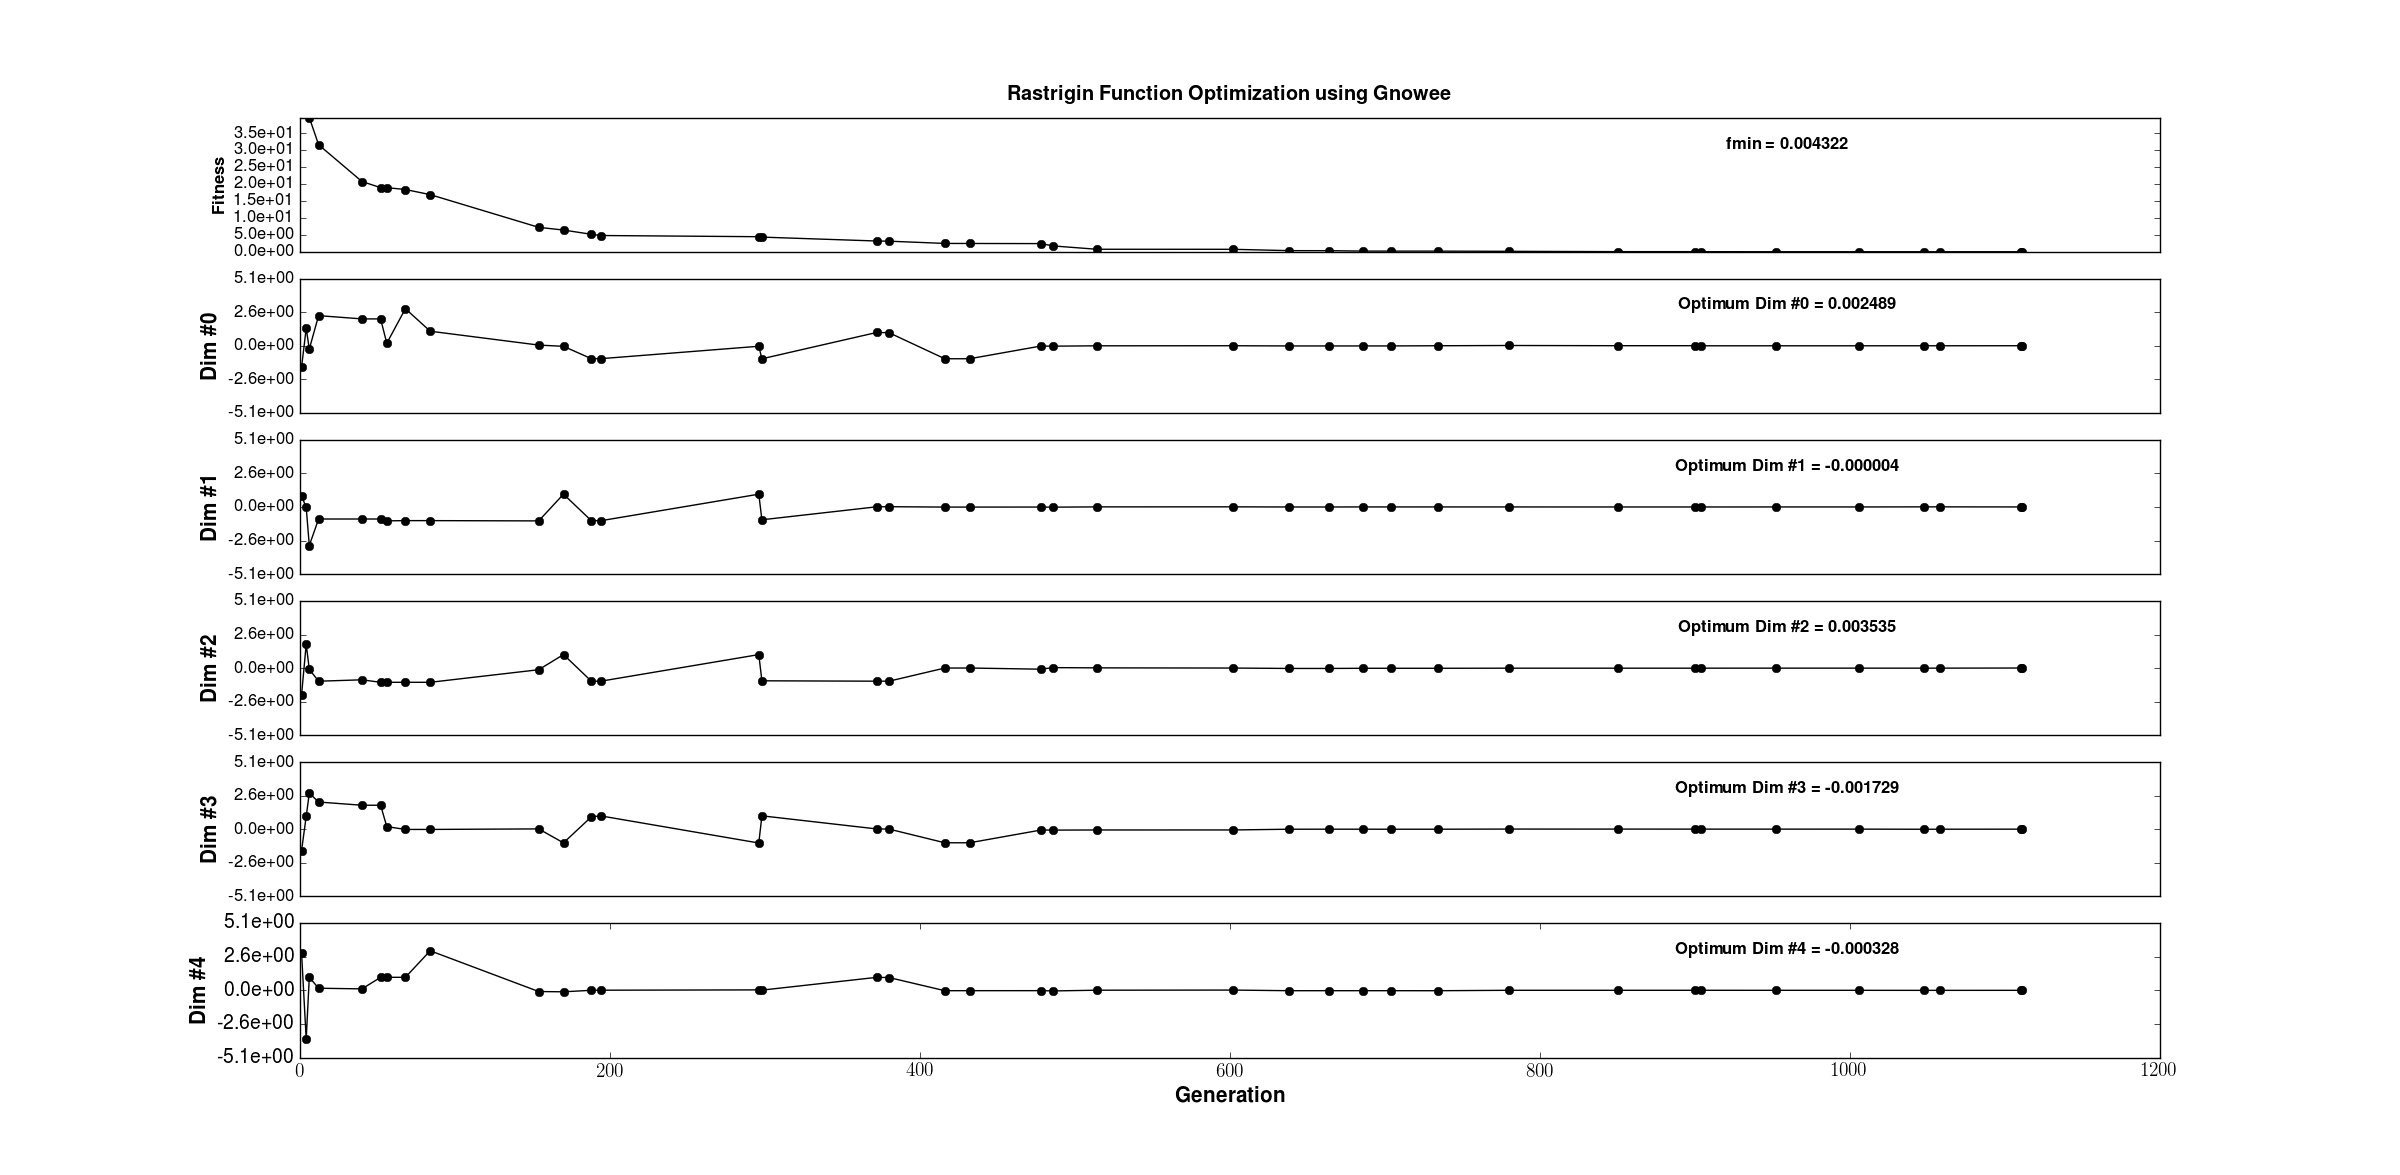 Rastrigin Function Optimization using Gnowee
Fitness
3.5e+01
3.0e+01
2.5e+01
2.0e+01
1.5e+01
1.0e+01
5.0e+00
0.0e+00
fmin = 0.004322
Dim #0
5.1e+00
2.6e+00
0.0e+00
-2.6e+00
-5.1e+00
Optimum Dim #0 = 0.002489
Dim #1
5.1e+00
2.6e+00
0.0e+00
-2.6e+00
-5.1e+00
Optimum Dim #1 = -0.000004
Dim #2
5.1e+00
2.6e+00
0.0e+00
-2.6e+00
-5.1e+00
Optimum Dim #2 = 0.003535
Dim #3
5.1e+00
2.6e+00
0.0e+00
-2.6e+00
-5.1e+00
Optimum Dim #3 = -0.001729
Dim #4
5.1e+00
2.6e+00
0.0e+00
-2.6e+00
-5.1e+00
Optimum Dim #4 = -0.000328
0 200 400 600 800 1000 1200
Generation